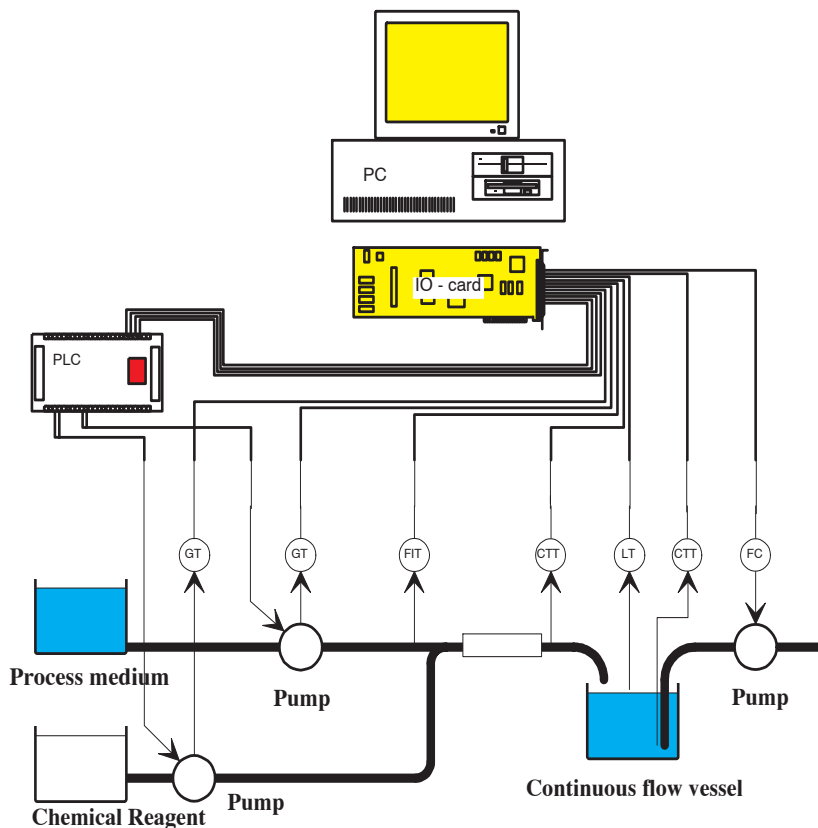 PC
IO - card
PLC
GT
GT
FIT
CTT
LT
CTT
FC
Process medium
Pump
Pump
Continuous flow vessel
Pump
Chemical Reagent